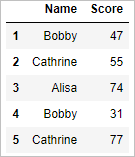 Name Score
1 Bobby 47
2 Cathrine 55
3 Alisa 74
4 Bobby 31
5 Cathrine 77